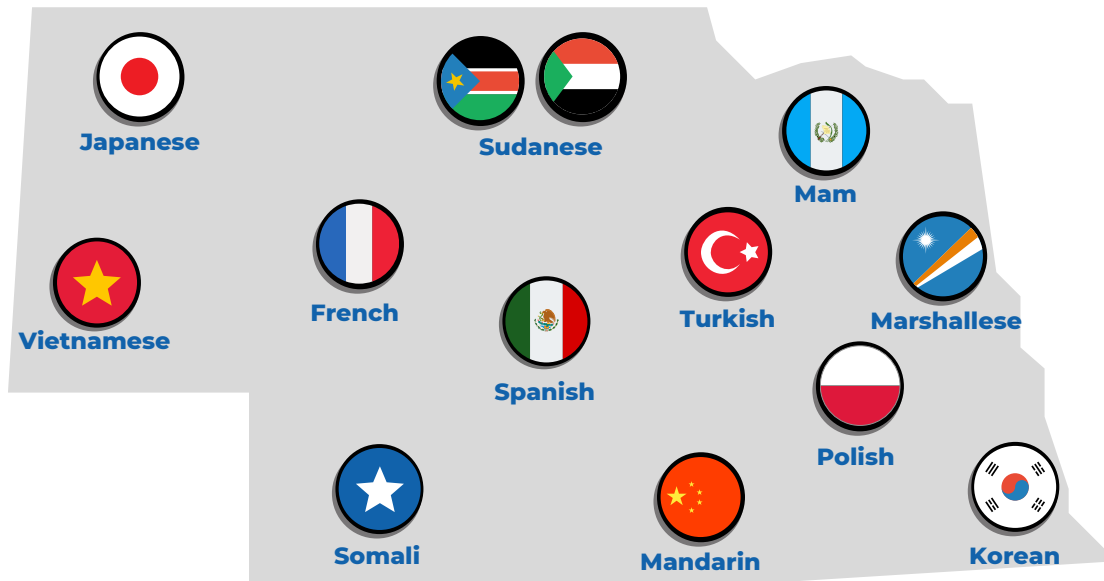 Japanese
Sudanese
Mam
French
Turkish
Marshallese
Vietnamese
Spanish
Polish
Somali
Mandarin
Korean